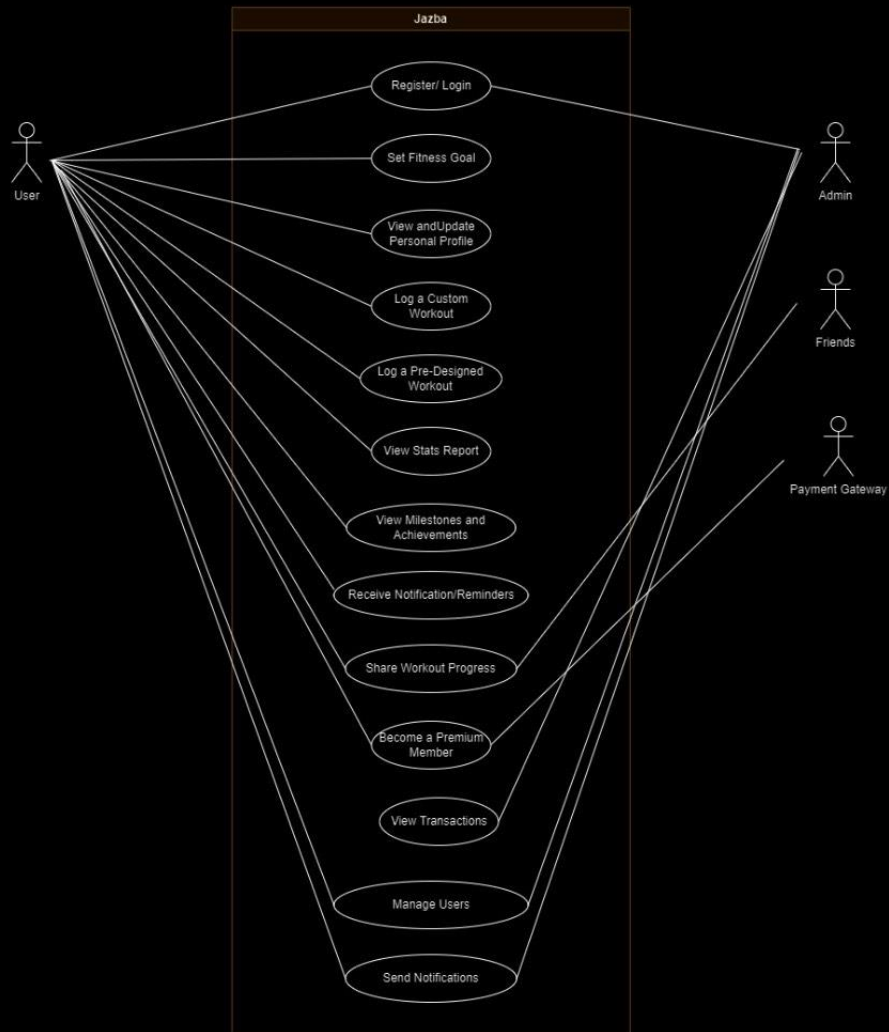 Jazba
Register/ Login
User
Set Fitness Goal
Admin
View andUpdate
Personal Profile
Log a Custom
Workout
Friends
Log a Pre-Designed
Workout
View Stats Report
Payment Gateway
View Milestones and
Achievements
Receive Notification/Reminders
Share Workout Progress
Become a Premium
Member
View Transactions
Manage Users
Send Notifications